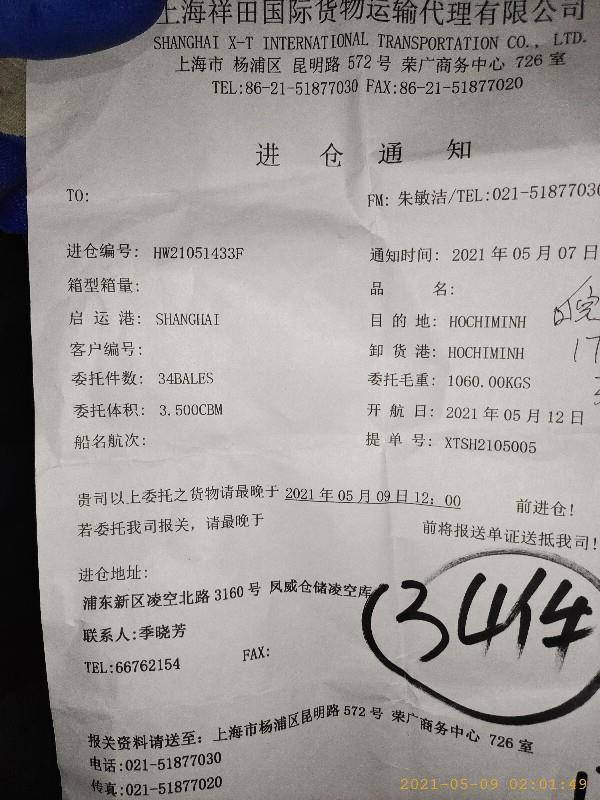 上海祥田国际货物运输代理有限公司
SHANGHAI X-T INTERNATIONAL TRANSPORTATION CO., LTD.
上海市 杨浦区 昆明路 572 号 荣广商务中心 726 室
TEL:86-21-51877030 FAX:86-21-51877020
进 仓 通 知
TO: FM: 朱敏洁/TEL:021-51877030
进仓编号: HW21051433F 通知时间: 2021 年 05 月 07 日
箱型箱量: 品 名:
启 运 港: SHANGHAI 目 的 地: HOCHIMINH
客户编号: 卸 货 港: HOCHIMINH
委托件数: 34BALES 委托毛重: 1060.00KGS
委托体积: 3.500CBM 开 航 日: 2021 年 05 月 12 日
船名航次: 提 单 号: XTSH2105005
贵司以上委托之货物请最晚于 2021 年 05 月 09 日 12: 00 前进仓!
若委托我司报关, 请最晚于 前将报送单证送抵我司!
进仓地址:
浦东新区凌空北路 3160 号 凤威仓储凌空库
34件
联系人:季晓芳
TEL:66762154 FAX:
报关资料请送至: 上海市杨浦区昆明路 572 号 荣广商务中心 726 室
电话:021-51877030
传真:021-51877020
2021-05-09 02:01:49